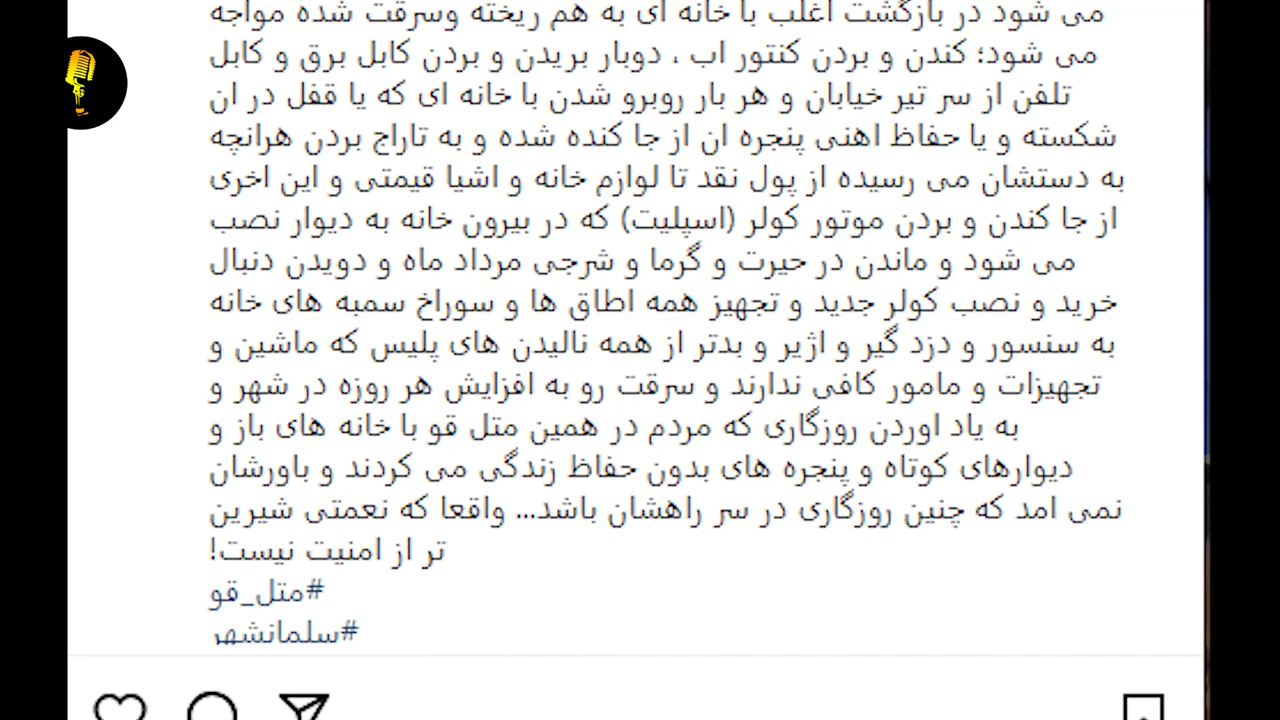 می شود در بازگشت اغلب با خانه ای به هم ریخته وسرقت شده مواجه
می شود؛ کندن و بردن کنتور اب ، دوبار بریدن و بردن کابل برق و کابل
تلفن از سر تیر خیابان و هر بار روبرو شدن با خانه ای که یا قفل در ان
شکسته و یا حفاظ اهنی پنجره ان از جا کنده شده و به تاراج بردن هرانچه
به دستشان می رسیده از پول نقد تا لوازم خانه و اشیا قیمتی و این اخری
از جا کندن و بردن موتور کولر (اسپلیت) که در بیرون خانه به دیوار نصب
می شود و ماندن در حیرت و گرما و شرجی مرداد ماه و دویدن دنبال
خرید و نصب کولر جدید و تجهیز همه اطاق ها و سوراخ سمبه های خانه
به سنسور و دزد گیر و اژیر و بدتر از همه نالیدن های پلیس که ماشین و
تجهیزات و مامور کافی ندارند و سرقت رو به افزایش هر روزه در شهر و
به یاد اوردن روزگاری که مردم در همین متل قو با خانه های باز و
دیوارهای کوتاه و پنجره های بدون حفاظ زندگی می کردند و باورشان
نمی امد که چنین روزگاری در سر راهشان باشد... واقعا که نعمتی شیرین
تر از امنیت نیست!
#متل_قو
#سلمانشهر